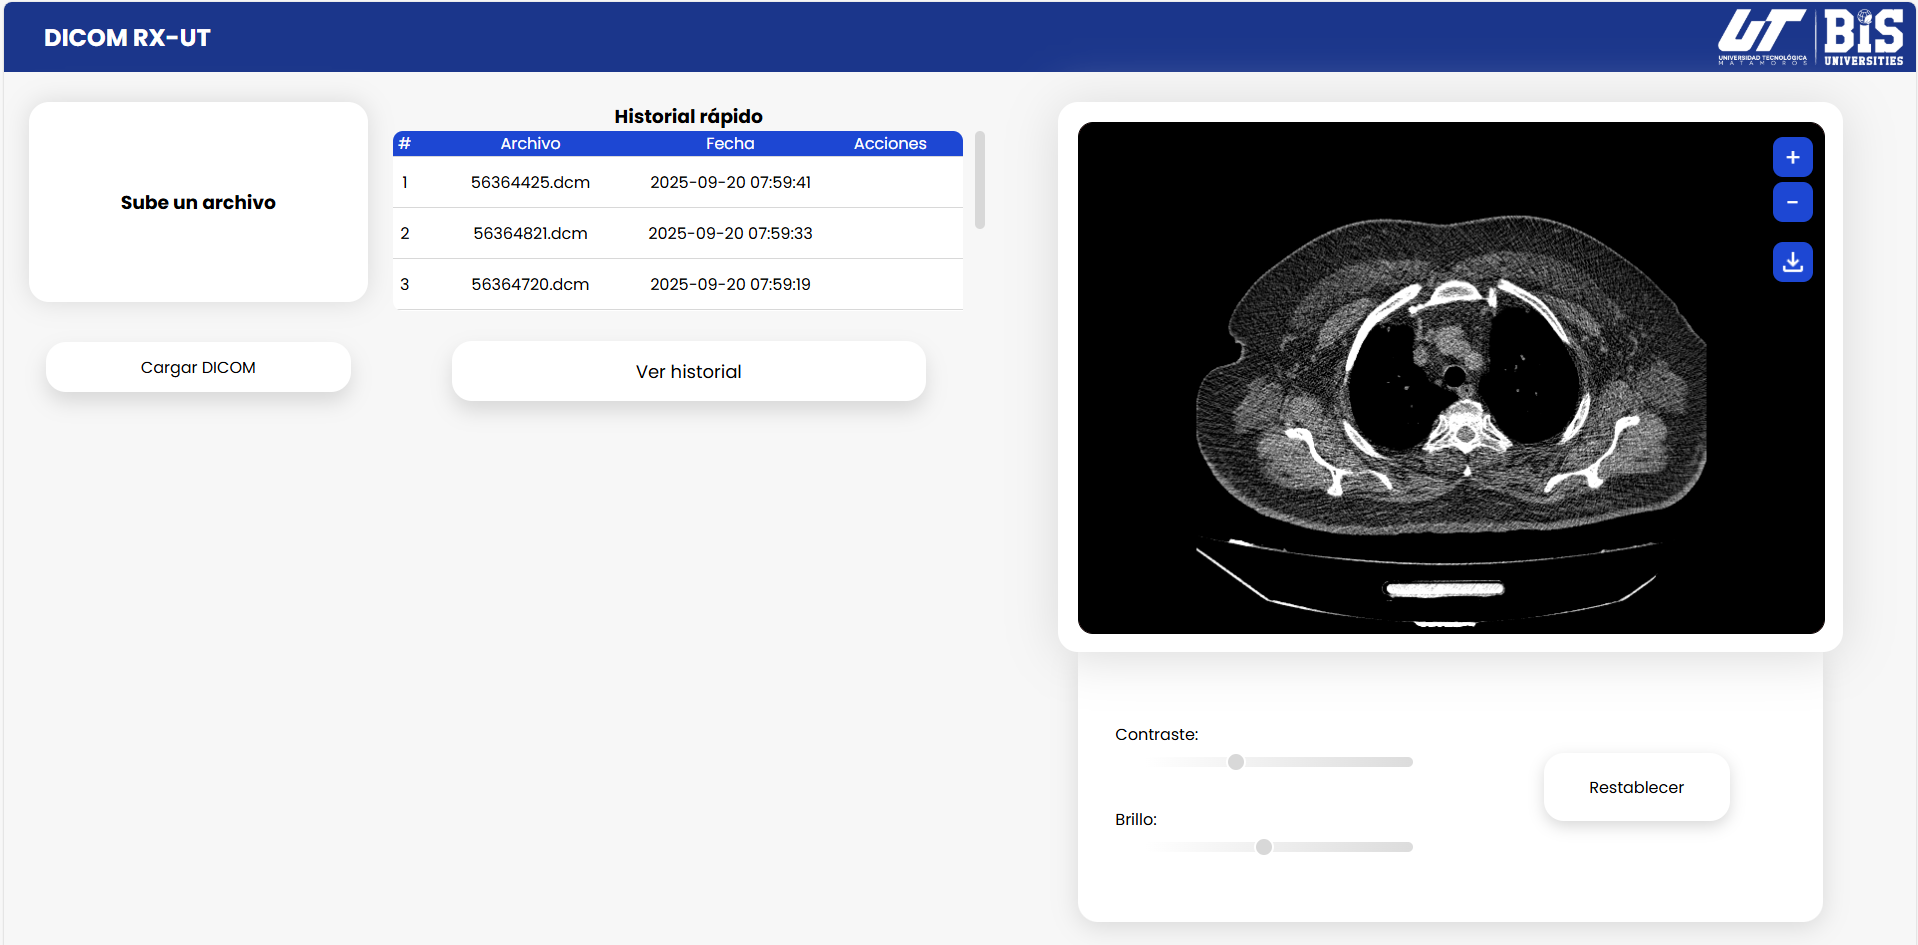 DICOM RX-UT
UT
UNIVERSIDAD TECNOLÓGICA
MATAMOROS
BIS
UNIVERSITIES
Sube un archivo
Cargar DICOM
Historial rápido
# Archivo Fecha Acciones
1 56364425.dcm 2025-09-20 07:59:41
2 56364821.dcm 2025-09-20 07:59:33
3 56364720.dcm 2025-09-20 07:59:19
Ver historial
+
-
Contraste:
Brillo:
Restablecer